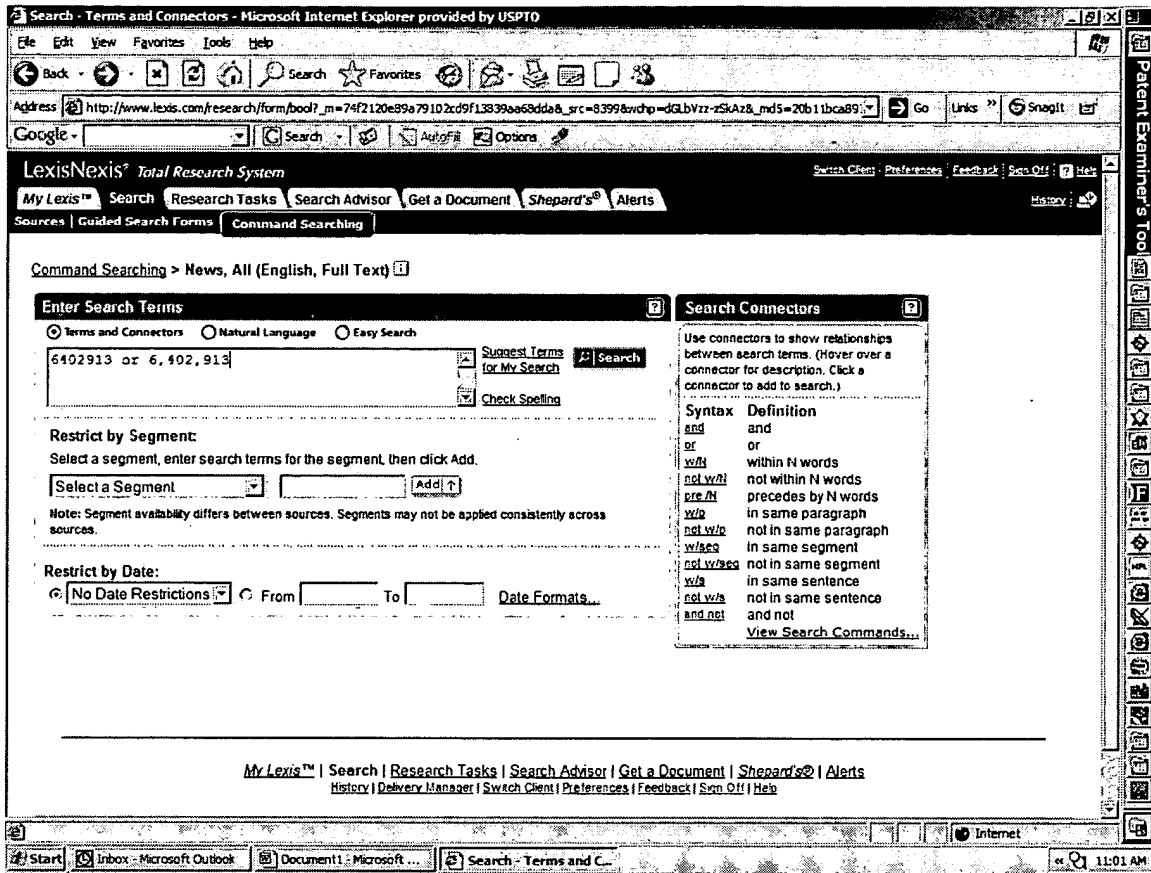 Search - Terms and Connectors - Microsoft Internet Explorer provided by USPTO
File Edit View Favorites Tools Help
Back Search Favorites
Address http://www.lexis.com/research/form/bool?_m=74f2120e89a79102cd9f13839aa68dda&_src=8399&wchp=dGLbVzz-zSkAz&_md5=20b11bca89 Go Links » SnagIt
Google - Search AutoFill Options
Patent Examiner's Tool
LexisNexis® Total Research System
Switch Client | Preferences | Feedback | Sign Off | ? Help
My Lexis™ Search Research Tasks Search Advisor Get a Document Shepard's® Alerts
History
Sources | Guided Search Forms | Command Searching
Command Searching > News, All (English, Full Text) i
Enter Search Terms ?
Terms and Connectors Natural Language Easy Search
6402913 or 6,402,913
Suggest Terms for My Search
Search
Check Spelling
Restrict by Segment:
Select a segment, enter search terms for the segment, then click Add.
Select a Segment Add ↑
Note: Segment availability differs between sources. Segments may not be applied consistently across
sources.
Restrict by Date:
No Date Restrictions From To Date Formats...
Search Connectors ?
Use connectors to show relationships
between search terms. (Hover over a
connector for description. Click a
connector to add to search.)
Syntax Definition
and and
or or
w/N within N words
not w/N not within N words
pre /N precedes by N words
w/p in same paragraph
not w/p not in same paragraph
w/seg in same segment
not w/seg not in same segment
w/s in same sentence
not w/s not in same sentence
and not and not
View Search Commands...
My Lexis™ | Search | Research Tasks | Search Advisor | Get a Document | Shepard's® | Alerts
History | Delivery Manager | Switch Client | Preferences | Feedback | Sign Off | Help
Internet
Start Inbox - Microsoft Outlook Document1 - Microsoft ... Search - Terms and C... « 11:01 AM